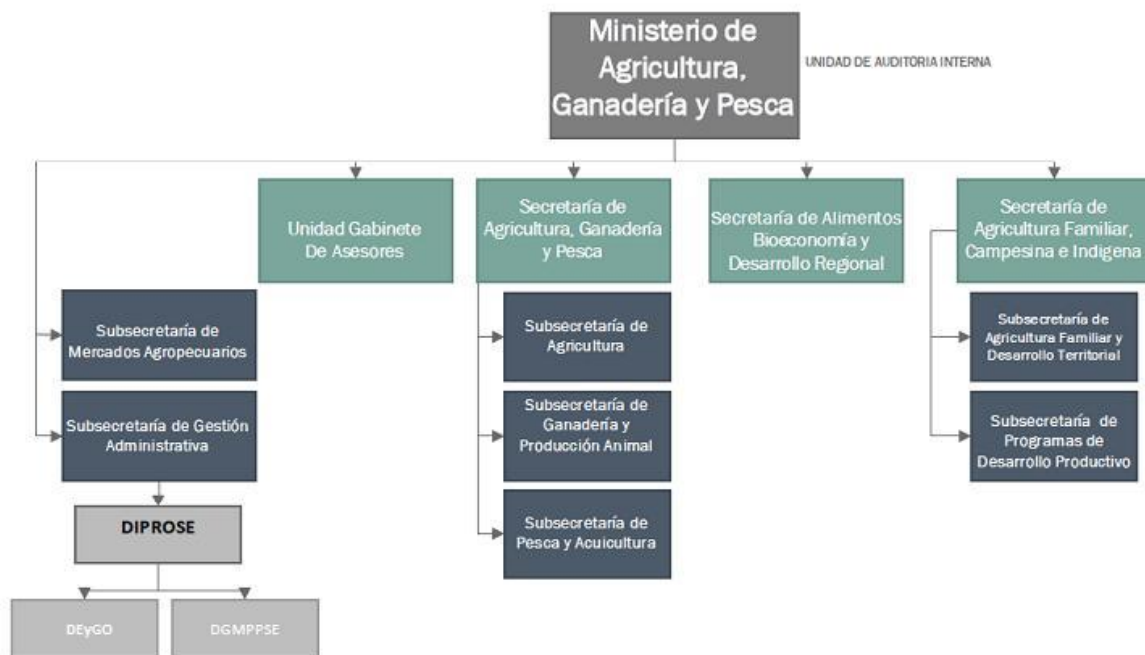 Ministerio de
Agricultura,
Ganadería y Pesca
UNIDAD DE AUDITORIA INTERNA
Unidad Gabinete
De Asesores
Secretaría de
Agricultura, Ganadería
y Pesca
Secretaría de Alimentos
Bioeconomía y
Desarrollo Regional
Secretaría de
Agricultura Familiar,
Campesina e Indigena
Subsecretaría de
Mercados Agropecuarios
Subsecretaría de
Agricultura
Subsecretaría de
Agricultura Familiar y
Desarrollo Territorial
Subsecretaría de Gestión
Administrativa
Subsecretaría de
Ganadería y
Producción Animal
Subsecretaría de
Programas de
Desarrollo Productivo
DIPROSE
Subsecretaría de
Pesca y Acuicultura
DEyGO
DGMPPSE